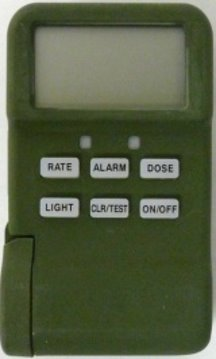 RATE ALARM DOSE
LIGHT CLR/TEST ON/OFF